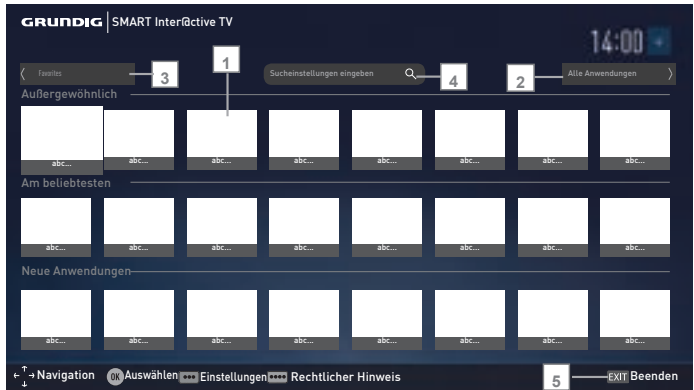 GRUNDIG SMART Inter@ctive TV
14:00
Favorites
3
1
Sucheinstellungen eingeben
4
2
Alle Anwendungen
Außergewöhnlich
abc... abc... abc... abc... abc... abc... abc... abc...
Am beliebtesten
abc... abc... abc... abc... abc... abc... abc... abc...
Neue Anwendungen
abc... abc... abc... abc... abc... abc... abc... abc...
Navigation OK Auswählen Einstellungen Rechtlicher Hinweis 5 EXIT Beenden